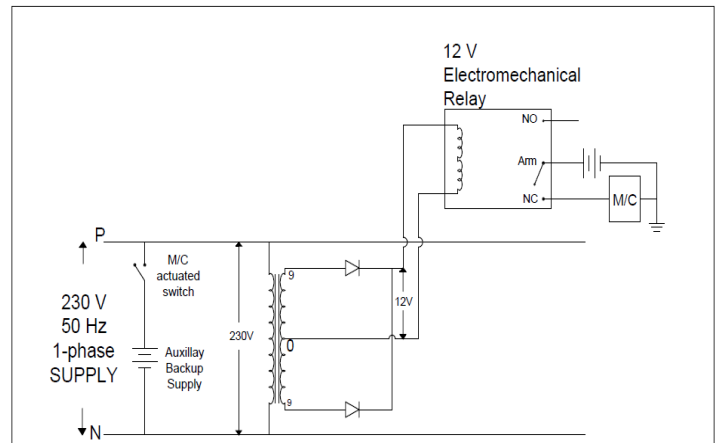 12 V
Electromechanical
Relay
NO
Arm
NC
M/C
P
M/C
actuated
switch
9
12V
230 V
50 Hz
1-phase
SUPPLY
230V
Auxillay
Backup
Supply
0
9
N